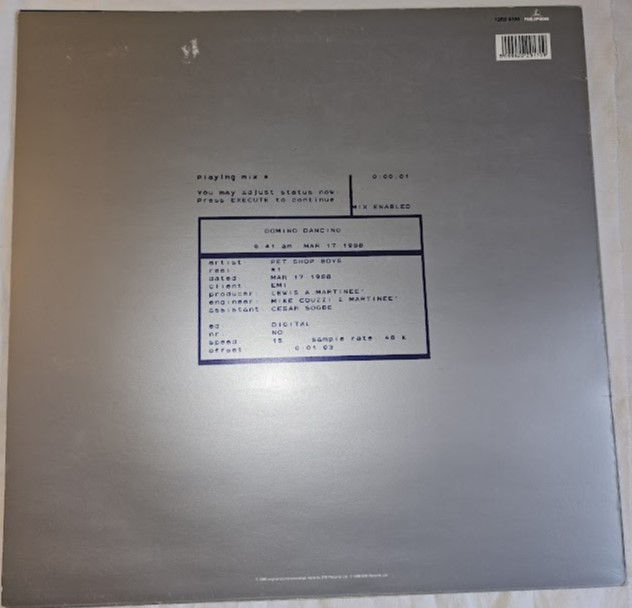 12RS 6190 PARLOPHONE
Playing mix #
0:00:01
You may adjust status now.
Press EXECUTE to continue
MIX ENABLED
DOMINO DANCING
6:41 am MAR 17 1988
artist PET SHOP BOYS
reel #1
dated MAR 17 1988
client EMI
producer: LEWIS A.MARTINEE'
engineer: MIKE COUZZI & MARTINEE'
assistant: CESAR SOGBE
eq DIGITAL
nr NO
speed 15 sample rate: 48 k
offset 0:01:03